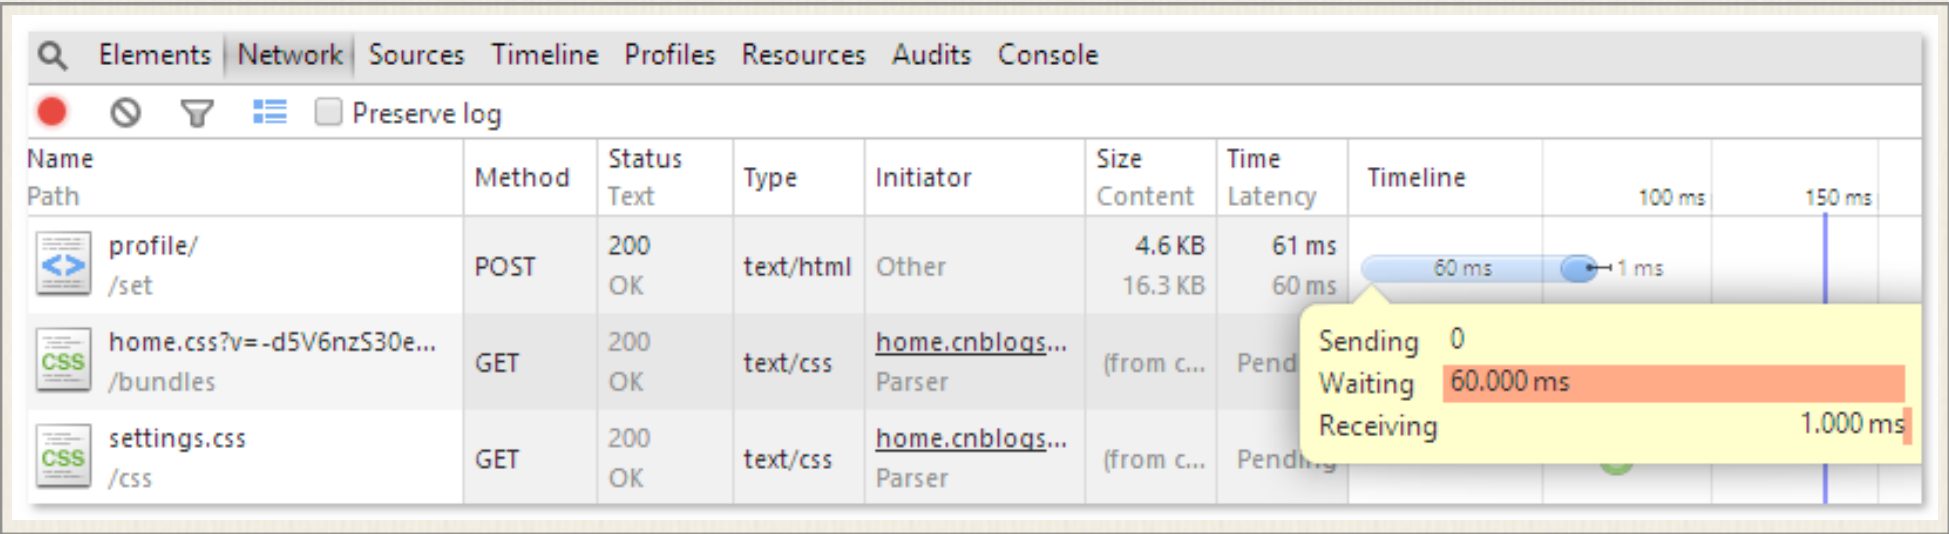 Elements Network Sources Timeline Profiles Resources Audits Console
Preserve log
Name Path Method Status Text Type Initiator Size Content Time Latency Timeline 100 ms 150 ms
profile/ POST 200 text/html Other 4.6 KB 61 ms 60 ms 1 ms
/set OK 16.3 KB 60 ms
home.css?v=-d5V6nzS30e... GET 200 text/css home.cnblogs... (from c... Pend
/bundles OK Parser
settings.css GET 200 text/css home.cnblogs... (from c... Pending
/css OK Parser
Sending 0
Waiting 60.000 ms
Receiving 1.000 ms